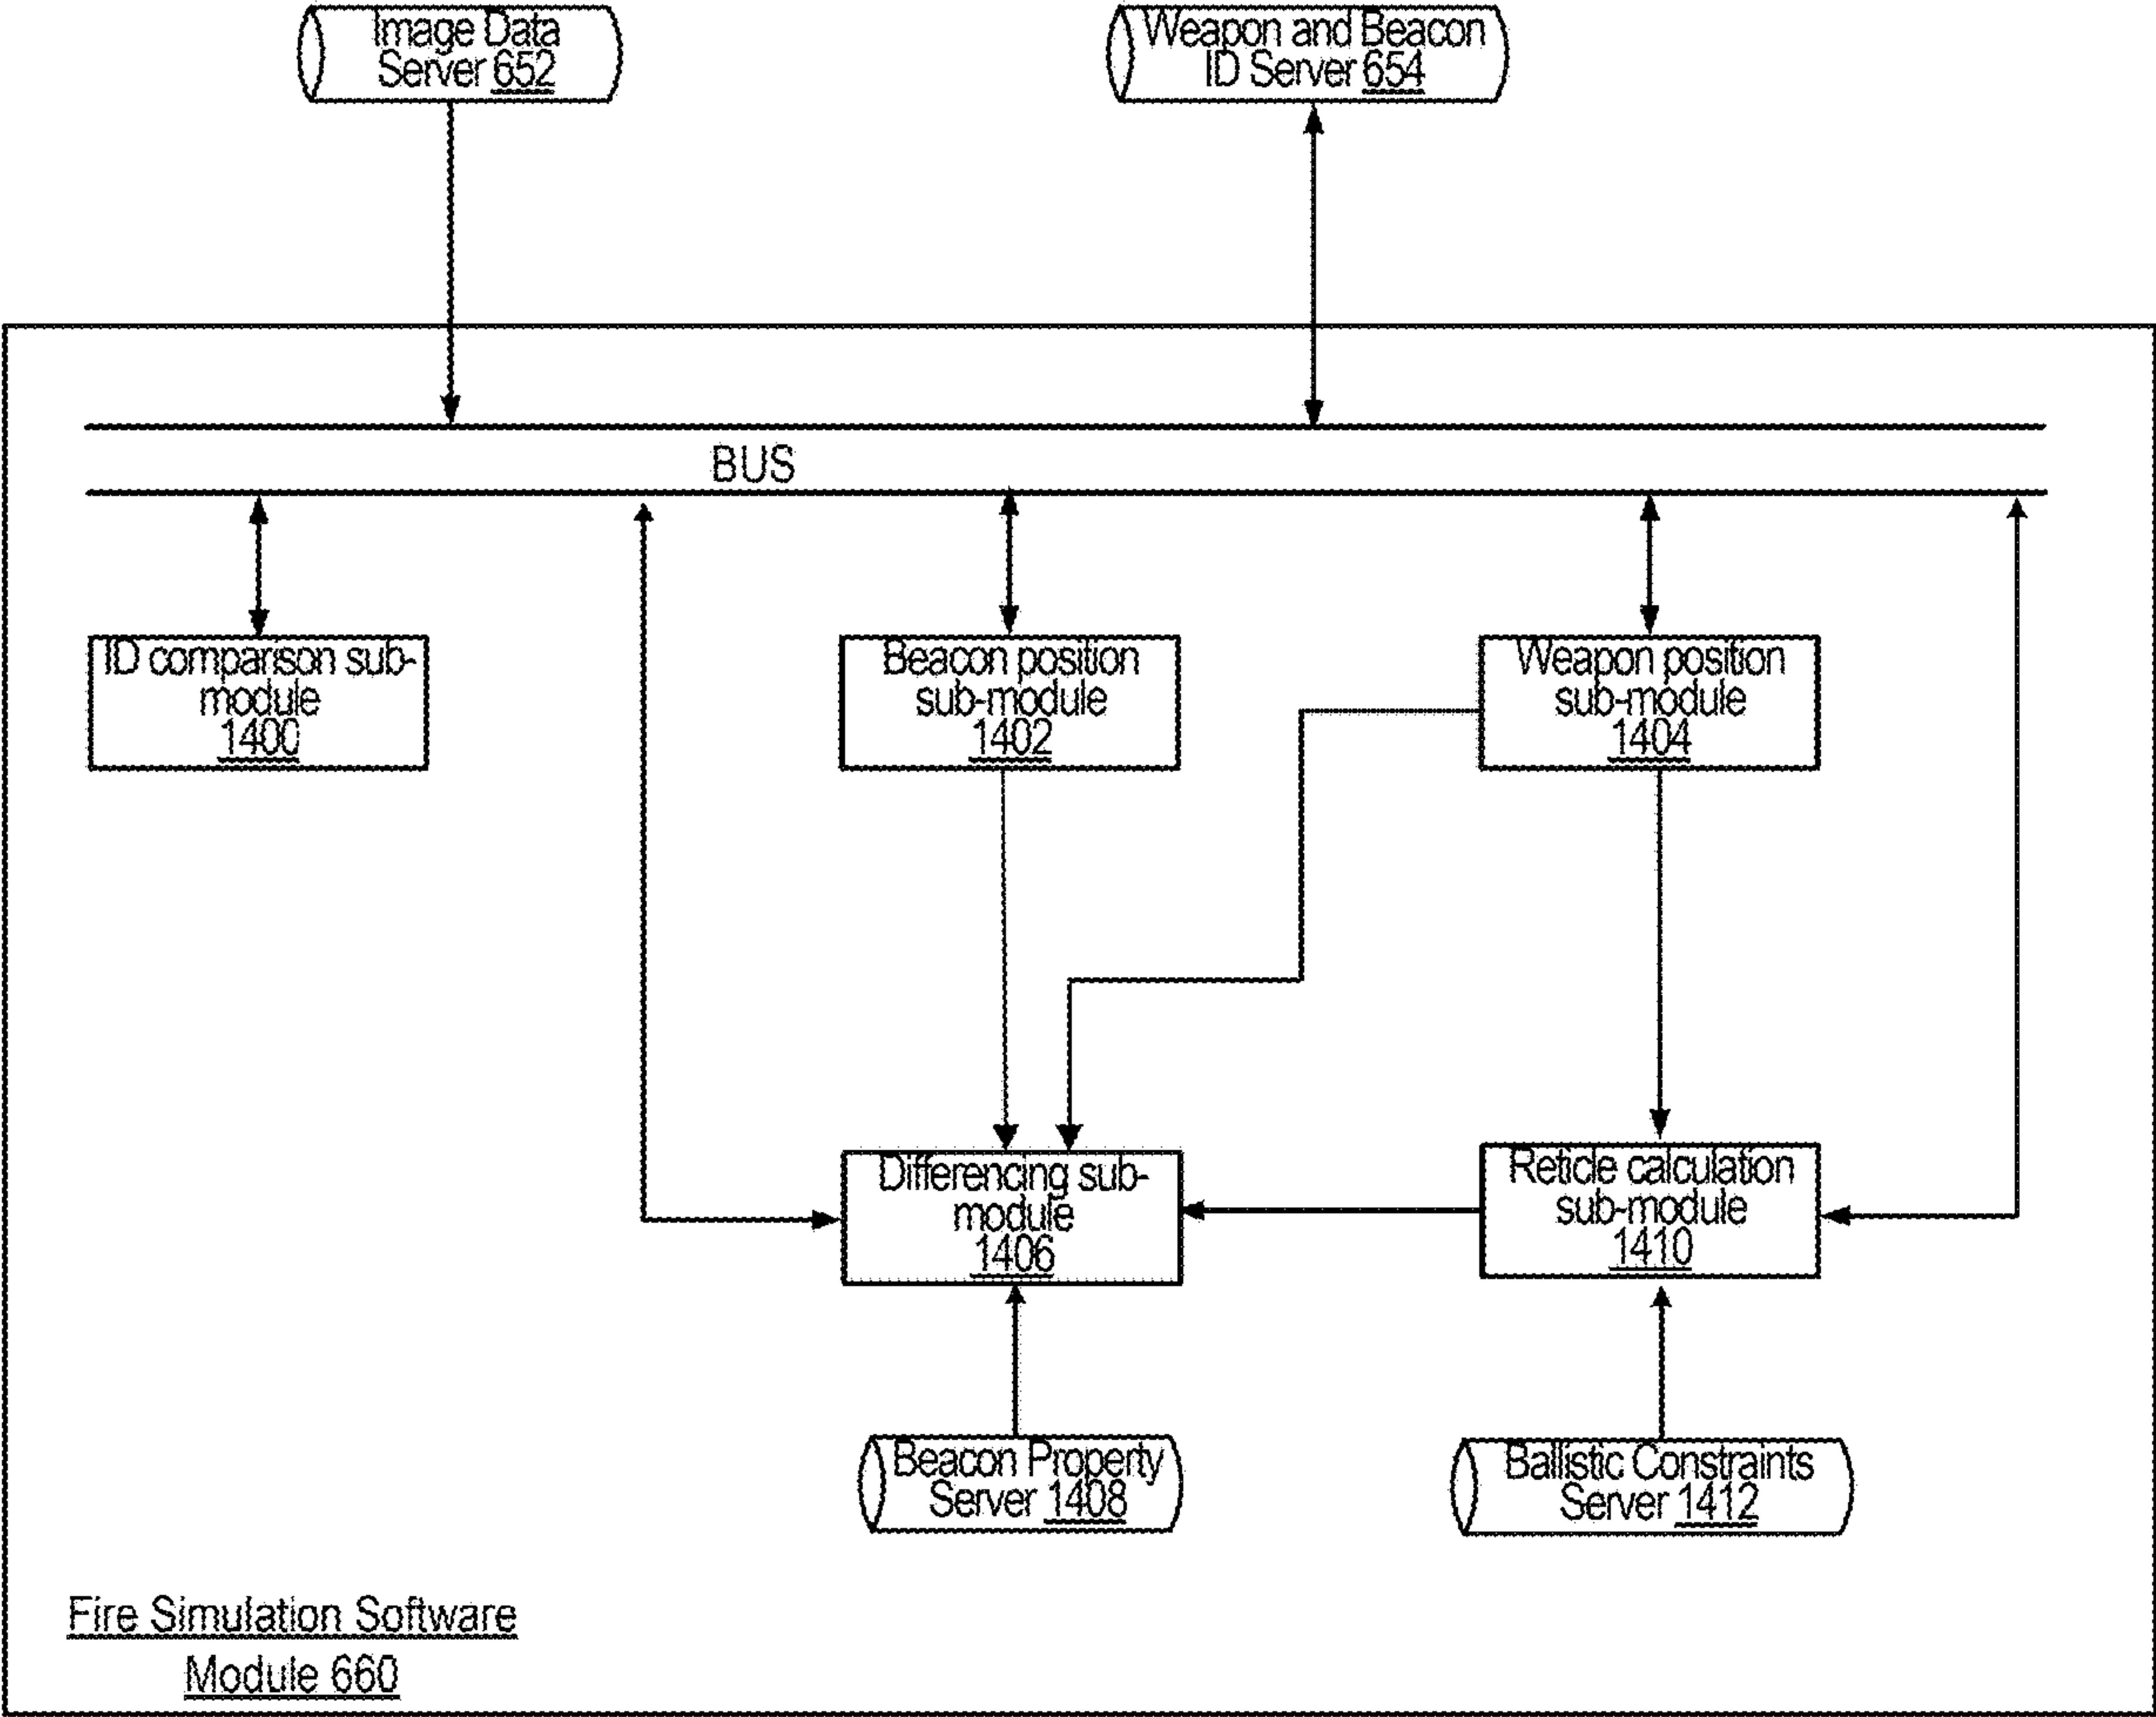 Image Data
Server 652
Weapon and Beacon
ID Server 654
BUS
ID comparison sub-
module
1400
Beacon position
sub-module
1402
Weapon position
sub-module
1404
Differencing sub-
module
1406
Reticle calculation
sub-module
1410
Beacon Property
Server 1408
Ballistic Constraints
Server 1412
Fire Simulation Software
Module 660